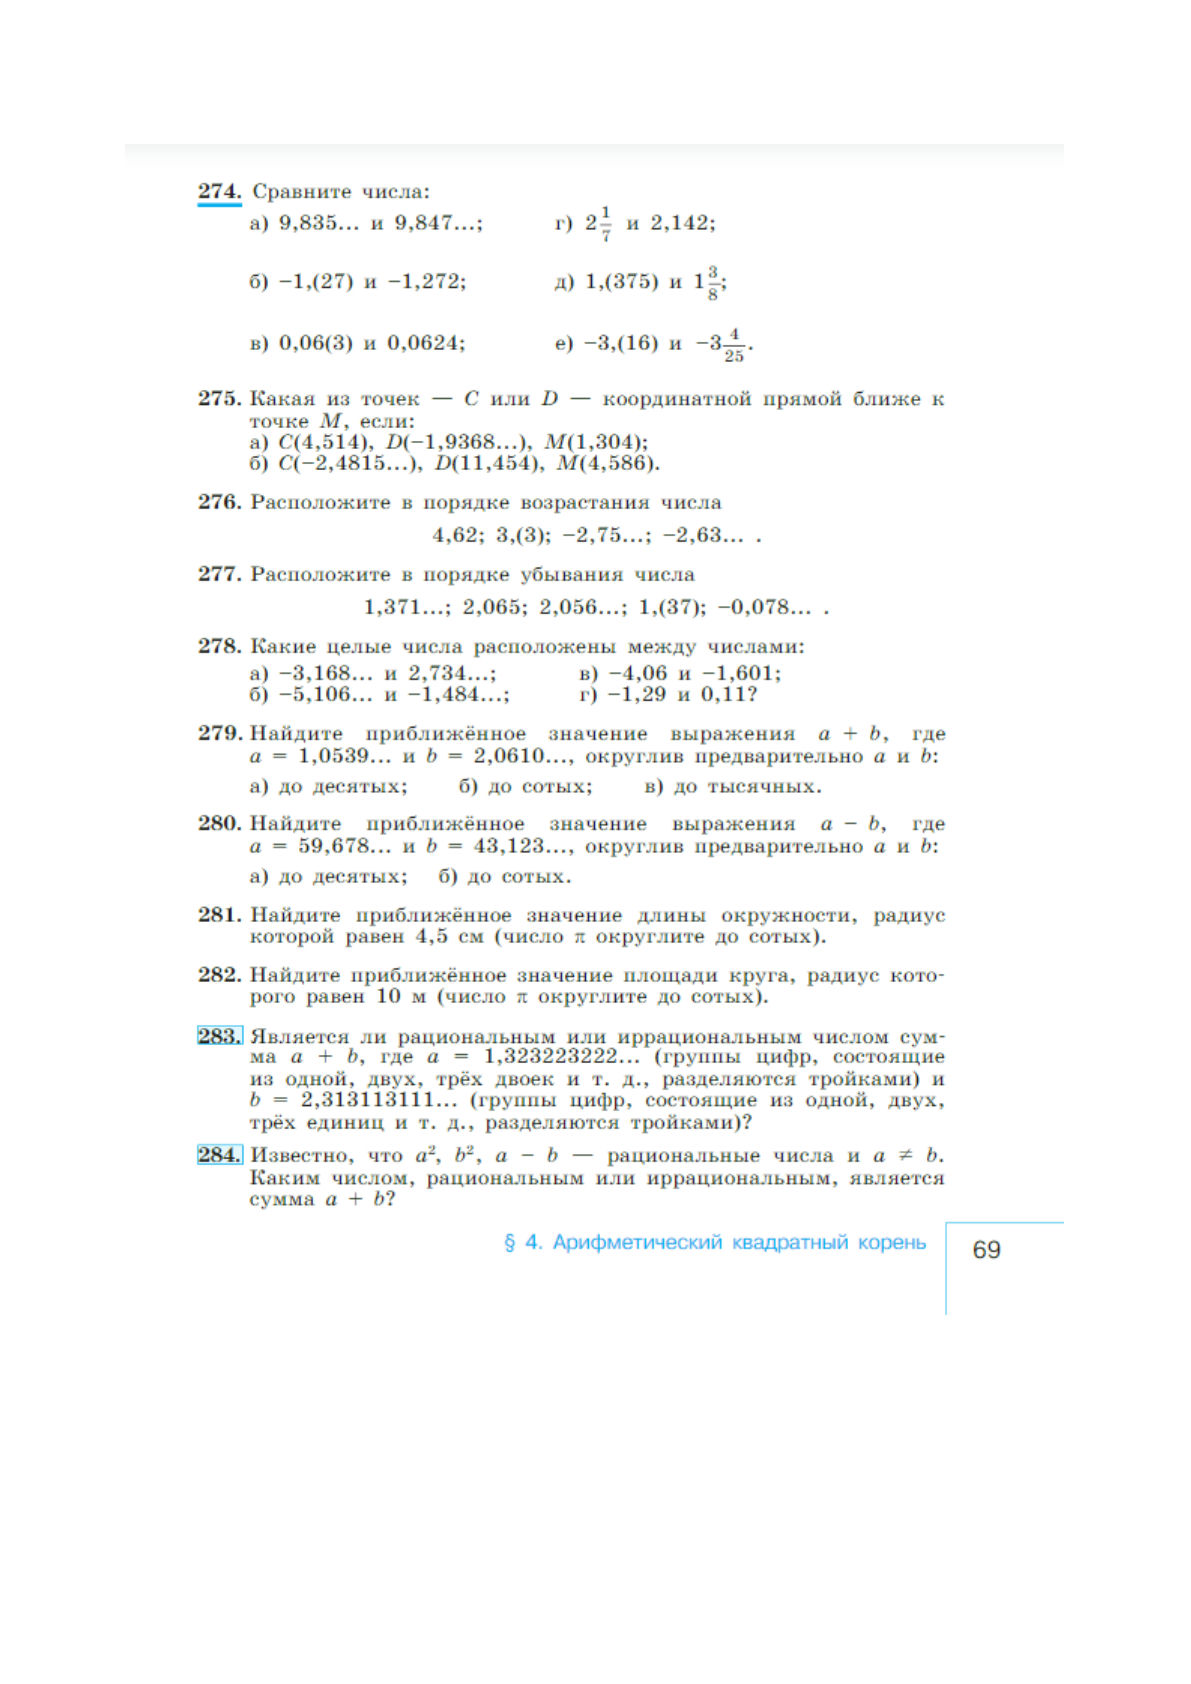 274. Сравните числа:
а) 9,835... и 9,847...; г) 2 1/7 и 2,142;
б) −1,(27) и −1,272; д) 1,(375) и 1 3/8;
в) 0,06(3) и 0,0624; е) −3,(16) и −3 4/25.
275. Какая из точек — C или D — координатной прямой ближе к
точке M, если:
а) C(4,514), D(−1,9368...), M(1,304);
б) C(−2,4815...), D(11,454), M(4,586).
276. Расположите в порядке возрастания числа
4,62; 3,(3); −2,75...; −2,63... .
277. Расположите в порядке убывания числа
1,371...; 2,065; 2,056...; 1,(37); −0,078... .
278. Какие целые числа расположены между числами:
а) −3,168... и 2,734...; в) −4,06 и −1,601;
б) −5,106... и −1,484...; г) −1,29 и 0,11?
279. Найдите приближённое значение выражения a + b, где
a = 1,0539... и b = 2,0610..., округлив предварительно a и b:
а) до десятых; б) до сотых; в) до тысячных.
280. Найдите приближённое значение выражения a − b, где
a = 59,678... и b = 43,123..., округлив предварительно a и b:
а) до десятых; б) до сотых.
281. Найдите приближённое значение длины окружности, радиус
которой равен 4,5 см (число π округлите до сотых).
282. Найдите приближённое значение площади круга, радиус кото-
рого равен 10 м (число π округлите до сотых).
283. Является ли рациональным или иррациональным числом сум-
ма a + b, где a = 1,323223222... (группы цифр, состоящие
из одной, двух, трёх двоек и т. д., разделяются тройками) и
b = 2,313113111... (группы цифр, состоящие из одной, двух,
трёх единиц и т. д., разделяются тройками)?
284. Известно, что a², b², a − b — рациональные числа и a ≠ b.
Каким числом, рациональным или иррациональным, является
сумма a + b?
§ 4. Арифметический квадратный корень 69